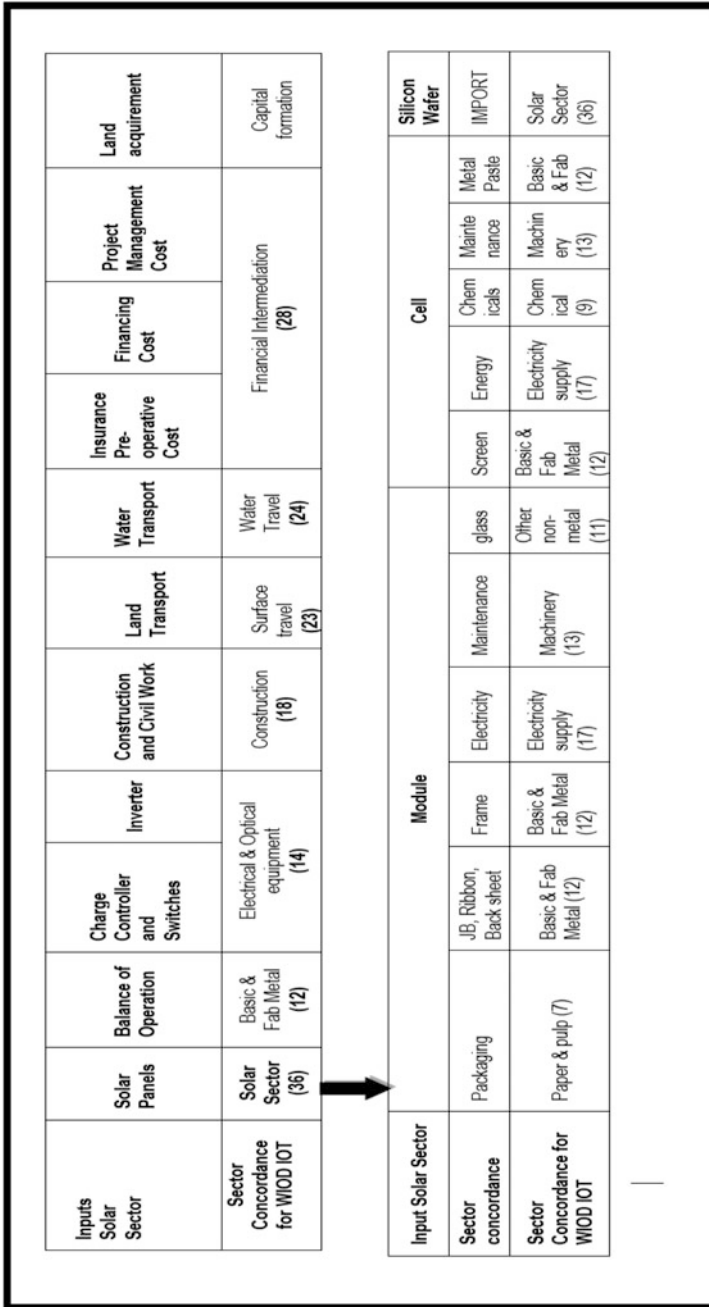 Inputs
Solar
Sector
Solar
Panels
Balance of
Operation
Charge
Controller
and
Switches
Inverter
Construction
and Civil Work
Land
Transport
Water
Transport
Insurance
Pre-
operative
Cost
Financing
Cost
Project
Management
Cost
Land
acquirement
Sector
Concordance
for WIOD IOT
Solar
Sector
(36)
Basic &
Fab Metal
(12)
Electrical & Optical
equipment
(14)
Construction
(18)
Surface
travel
(23)
Water
Travel
(24)
Financial Intermediation
(28)
Capital
formation
Input Solar Sector
Module
Cell
Silicon
Wafer
Sector
concordance
Packaging
JB, Ribbon,
Back sheet
Frame
Electricity
Maintenance
glass
Screen
Energy
Chem
icals
Mainte
nance
Metal
Paste
IMPORT
Sector
Concordance for
WIOD IOT
Paper & pulp (7)
Basic & Fab
Metal (12)
Basic &
Fab Metal
(12)
Electricity
supply
(17)
Machinery
(13)
Other
non-
metal
(11)
Basic &
Fab
Metal
(12)
Electricity
supply
(17)
Chem
ical
(9)
Machin
ery
(13)
Basic
& Fab
(12)
Solar
Sector
(36)